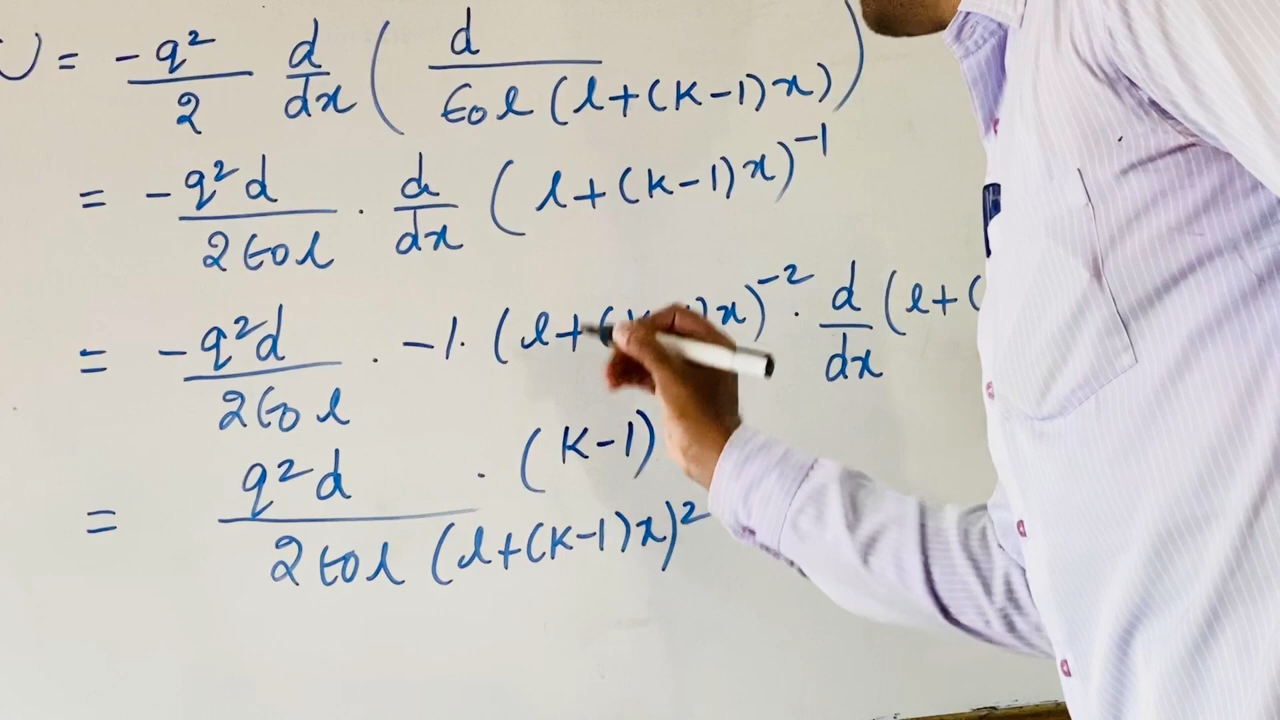 U = -q²/2 d/dx ( d / ϵ₀l(l+(K-1)x) )
= -q²d/2ϵ₀l · d/dx (l+(K-1)x)⁻¹
= -q²d/2ϵ₀l · -1 · (l+( )x)⁻² · d/dx (l+(
= q²d / 2ϵ₀l(l+(K-1)x)² · (K-1)